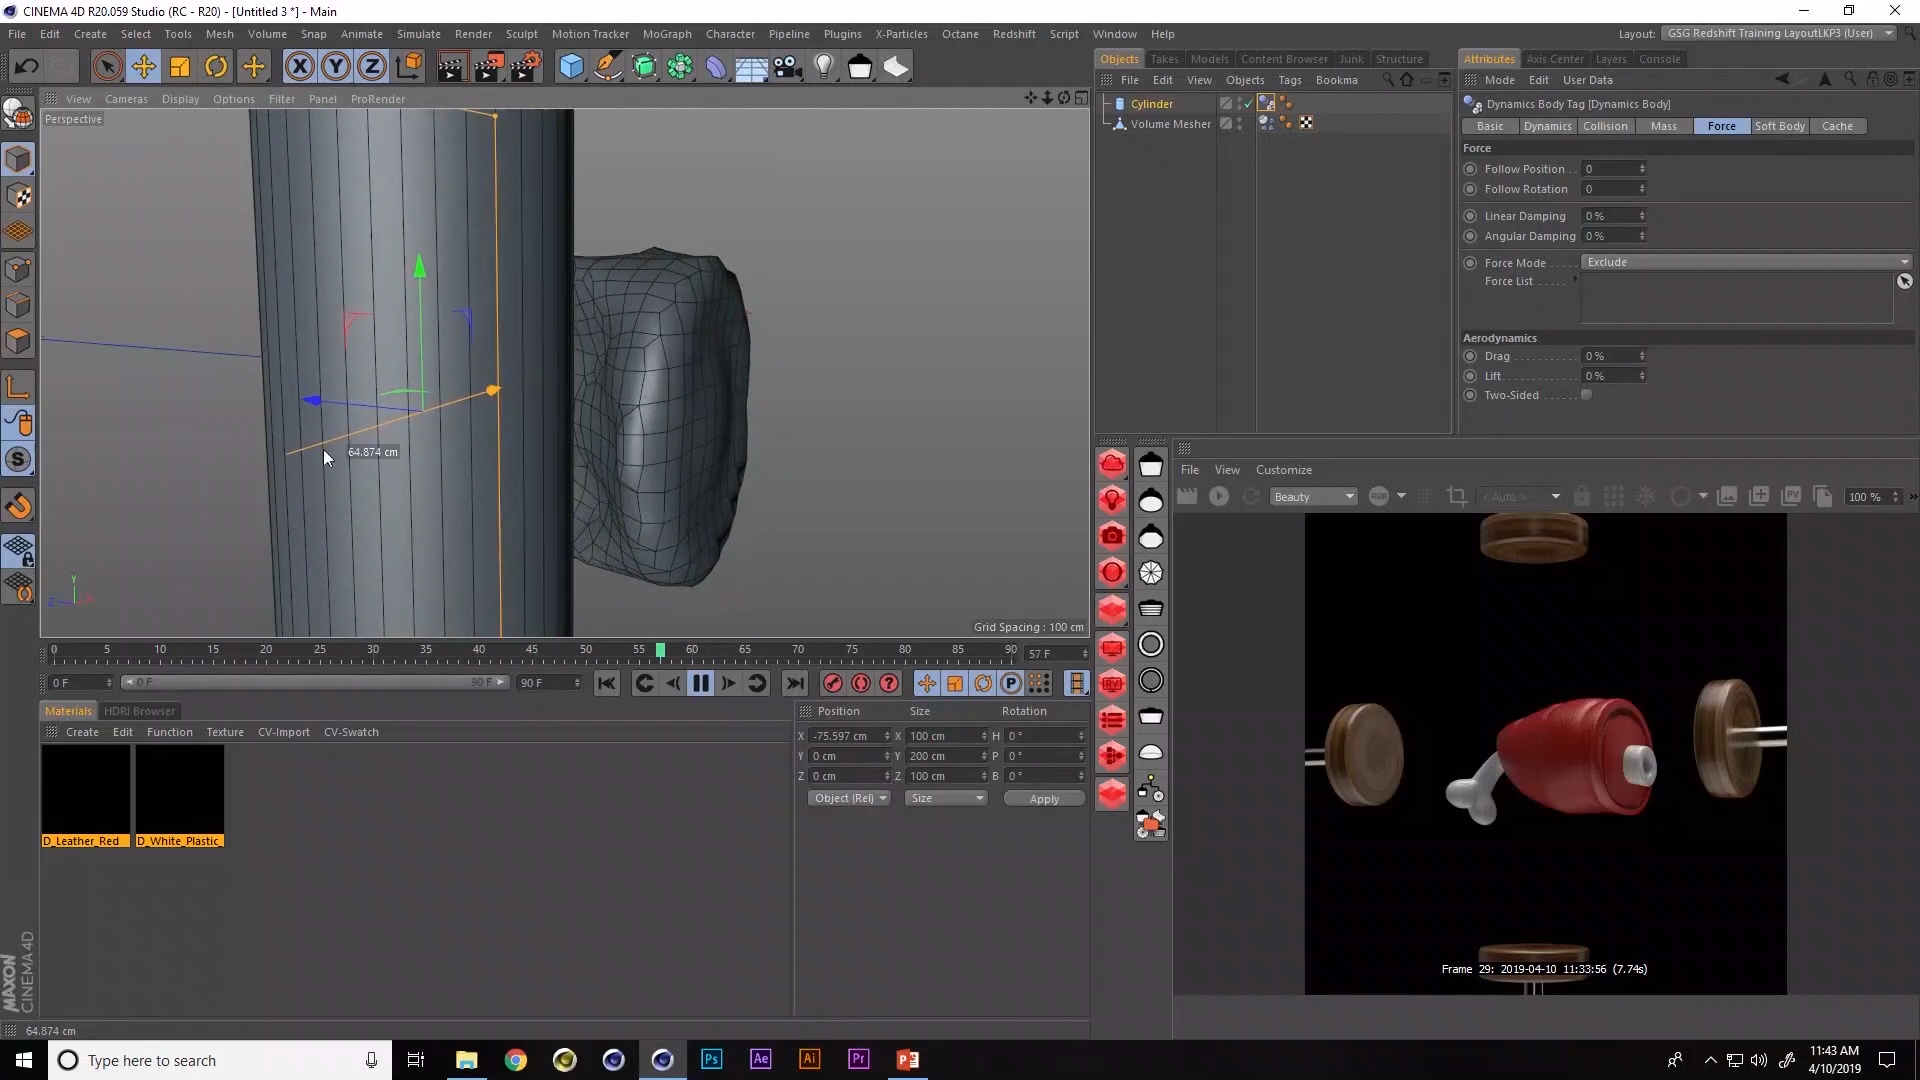 CINEMA 4D R20.059 Studio (RC - R20) - [Untitled 3 *] - Main
File Edit Create Select Tools Mesh Volume Snap Animate Simulate Render Sculpt Motion Tracker MoGraph Character Pipeline Plugins X-Particles Octane Redshift Script Window Help
Layout: GSG Redshift Training LayoutLKP3 (User)
Objects Takes Models Content Browser Junk Structure
Attributes Axis Center Layers Console
File Edit View Objects Tags Bookma
Mode Edit User Data
View Cameras Display Options Filter Panel ProRender
Perspective
Cylinder
Volume Mesher
Dynamics Body Tag [Dynamics Body]
Basic Dynamics Collision Mass Force Soft Body Cache
Force
Follow Position . . 0
Follow Rotation 0
Linear Damping 0 %
Angular Damping 0 %
Force Mode . . . . . Exclude
Force List . . . . .
Aerodynamics
Drag . . . . . . . . . . . 0 %
Lift . . . . . . . . . . . . 0 %
Two-Sided . . . . . .
64.874 cm
Y
Z
Grid Spacing : 100 cm
0 5 10 15 20 25 30 35 40 45 50 55 60 65 70 75 80 85 90
57 F
0 F
0 F
90 F
90 F
P
Materials HDRI Browser
Create Edit Function Texture CV-Import CV-Swatch
D_Leather_Red
D_White_Plastic_
Position Size Rotation
X -75.597 cm X 100 cm H 0 °
Y 0 cm Y 200 cm P 0 °
Z 0 cm Z 100 cm B 0 °
Object (Rel) Size Apply
RV
File View Customize
Beauty
RGB
< Auto >
PV
100 %
Frame 29: 2019-04-10 11:33:56 (7.74s)
MAXON
CINEMA 4D
64.874 cm
Type here to search
Ps
Ae
Ai
Pr
11:43 AM
4/10/2019